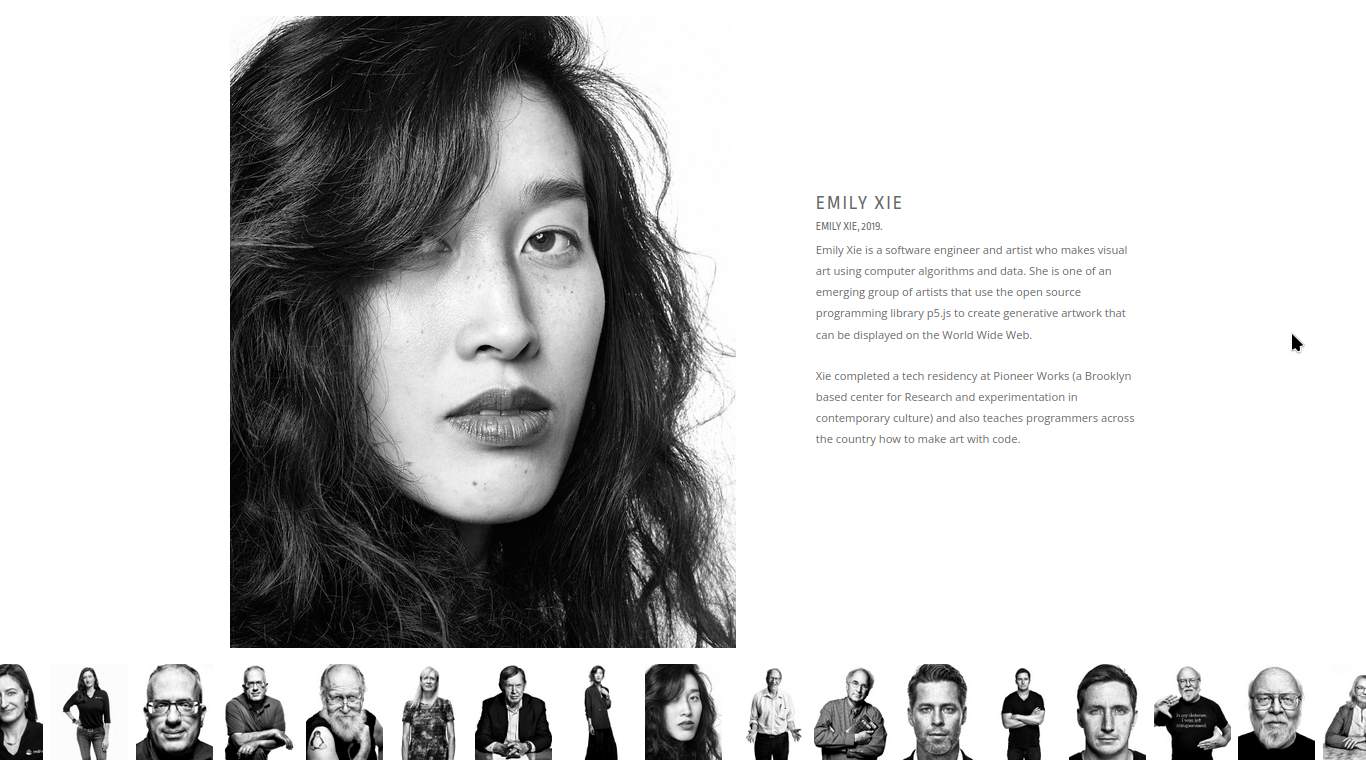 EMILY XIE
EMILY XIE, 2019.
Emily Xie is a software engineer and artist who makes visual
art using computer algorithms and data. She is one of an
emerging group of artists that use the open source
programming library p5.js to create generative artwork that
can be displayed on the World Wide Web.
Xie completed a tech residency at Pioneer Works (a Brooklyn
based center for Research and experimentation in
contemporary culture) and also teaches programmers across
the country how to make art with code.